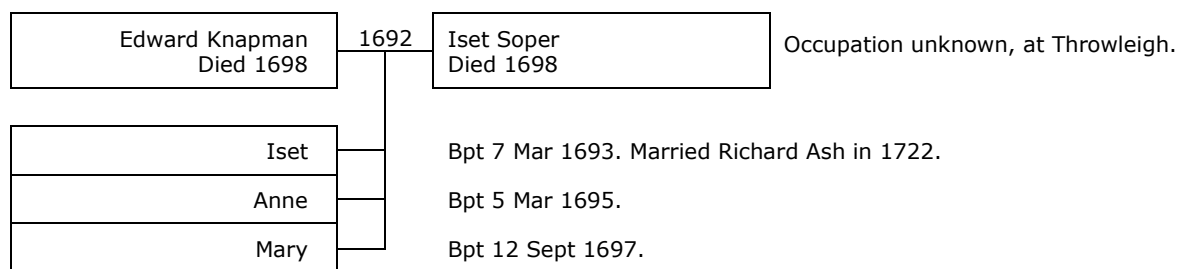 Edward Knapman
Died 1698
1692
Iset Soper
Died 1698
Occupation unknown, at Throwleigh.
Iset
Bpt 7 Mar 1693. Married Richard Ash in 1722.
Anne
Bpt 5 Mar 1695.
Mary
Bpt 12 Sept 1697.